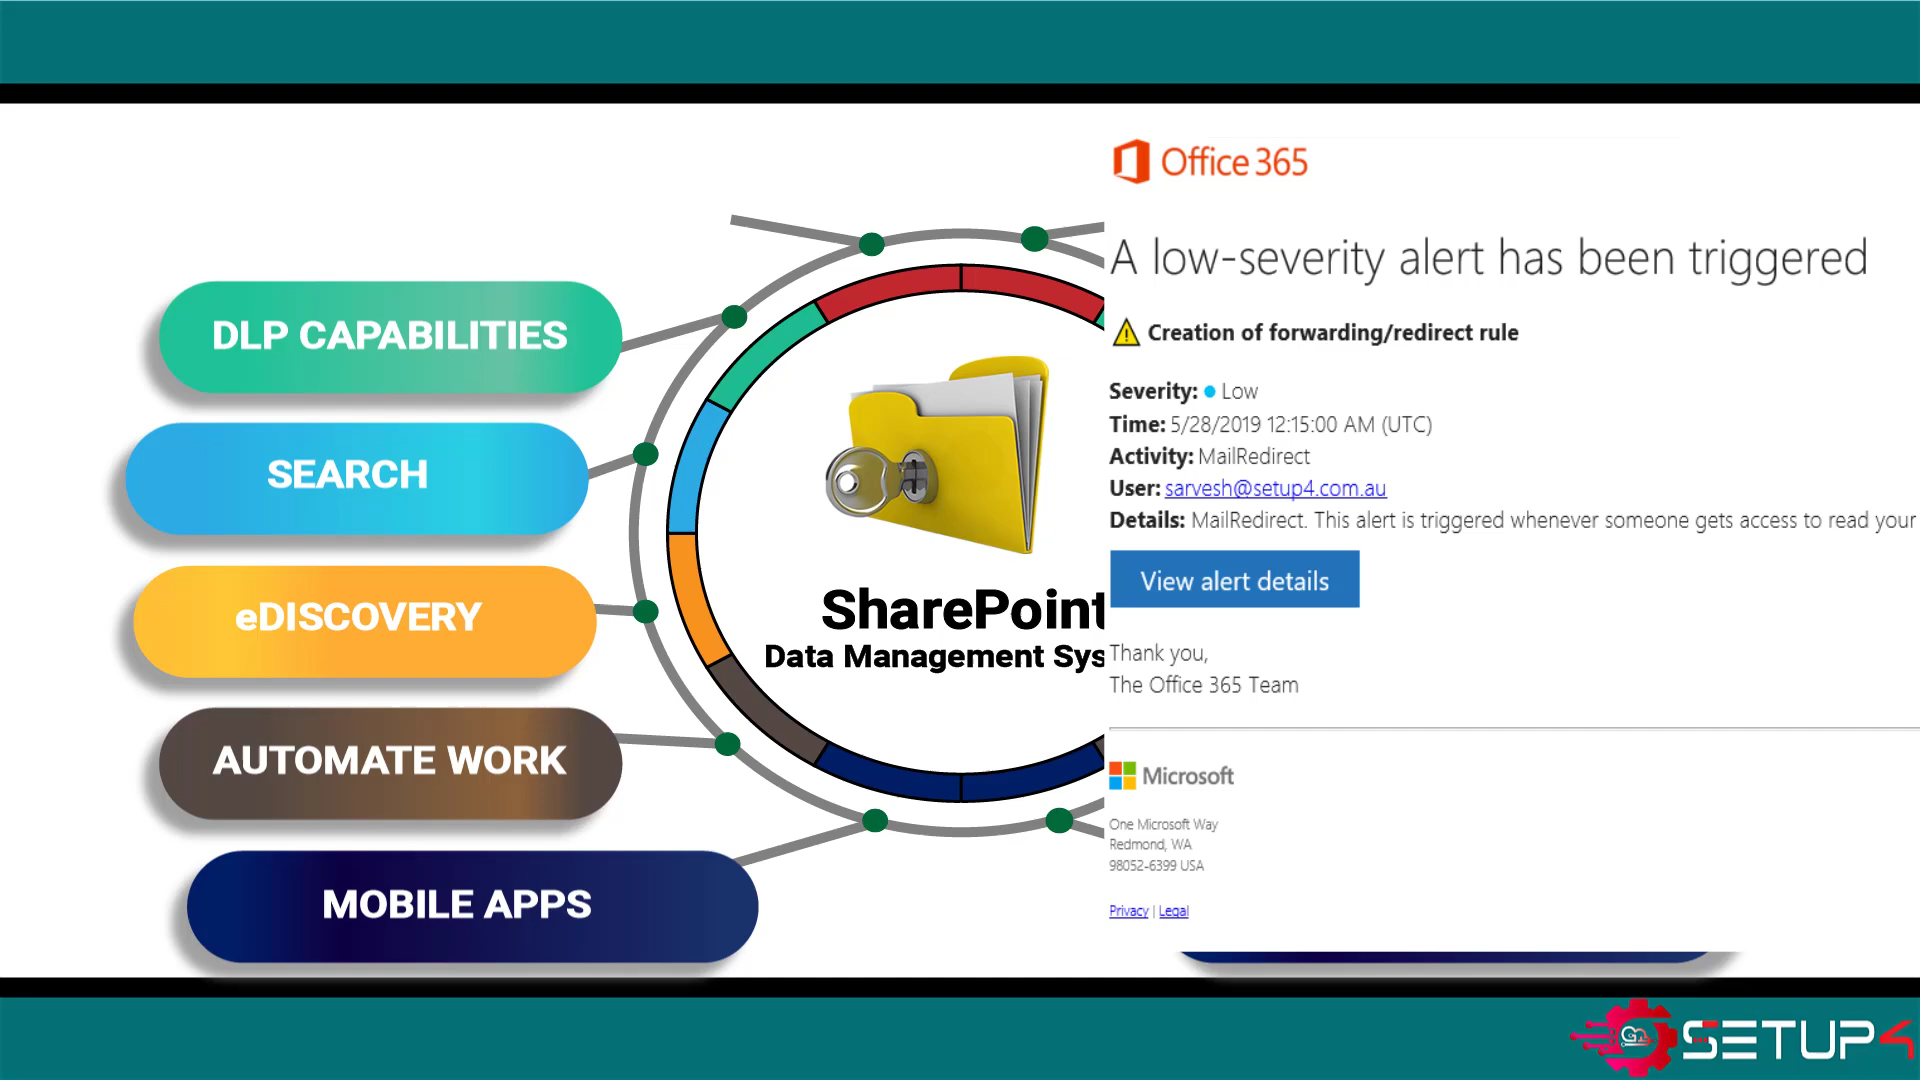 DLP CAPABILITIES
SEARCH
eDISCOVERY
AUTOMATE WORK
MOBILE APPS
SharePoint
Data Management Sys
Office 365
A low-severity alert has been triggered
Creation of forwarding/redirect rule
Severity: Low
Time: 5/28/2019 12:15:00 AM (UTC)
Activity: MailRedirect
User: sarvesh@setup4.com.au
Details: MailRedirect. This alert is triggered whenever someone gets access to read your
View alert details
Thank you,
The Office 365 Team
Microsoft
One Microsoft Way
Redmond, WA
98052-6399 USA
Privacy | Legal
SETUP4